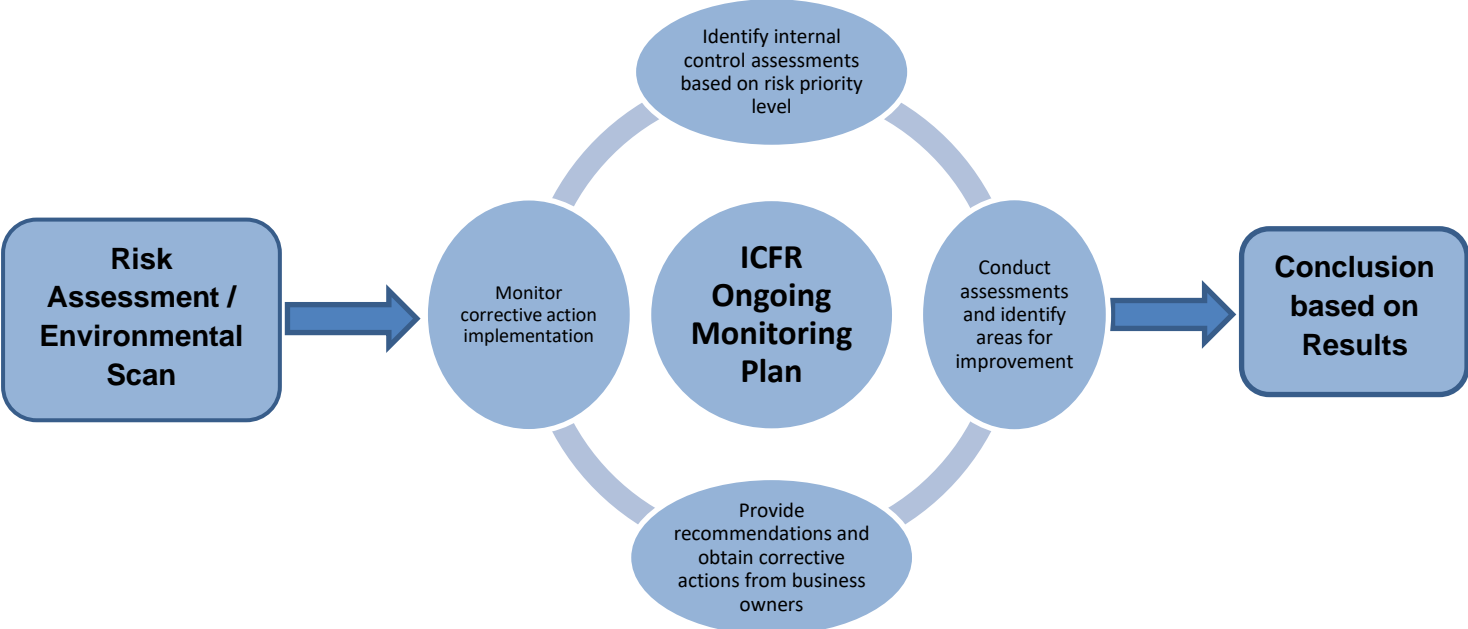 Identify internal
control assessments
based on risk priority
level
Risk
Assessment /
Environmental
Scan
Monitor
corrective action
implementation
ICFR
Ongoing
Monitoring
Plan
Conduct
assessments
and identify
areas for
improvement
Conclusion
based on
Results
Provide
recommendations and
obtain corrective
actions from business
owners